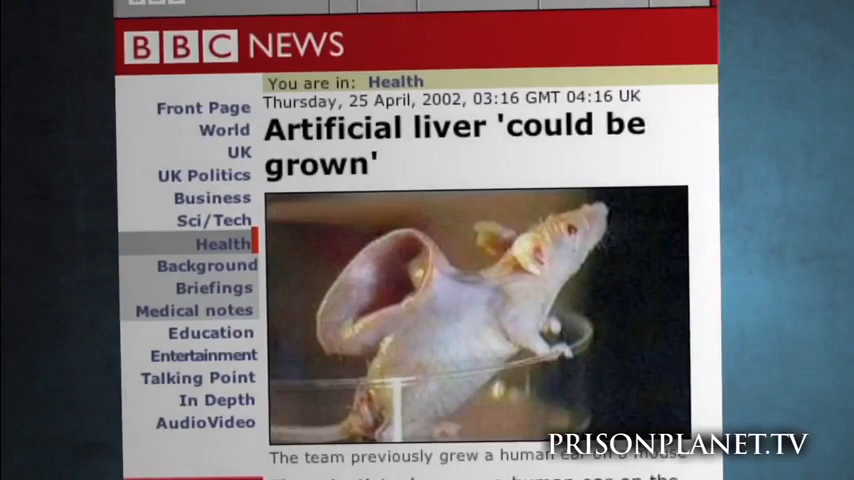 BBC NEWS
You are in: Health
Thursday, 25 April, 2002, 03:16 GMT 04:16 UK
Artificial liver 'could be
grown'
Front Page
World
UK
UK Politics
Business
Sci/Tech
Health
Background
Briefings
Medical notes
Education
Entertainment
Talking Point
In Depth
AudioVideo
The team previously grew a human ear on a mouse
PRISONPLANET.TV